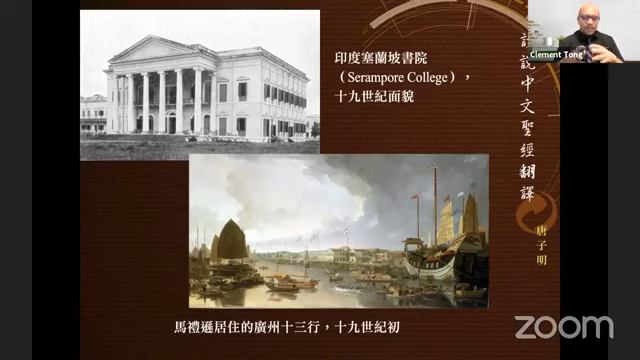 印度塞蘭坡書院
（Serampore College），
十九世紀面貌
馬禮遜居住的廣州十三行，十九世紀初
說中文聖經翻譯
唐子明
Clement Tong
zoom